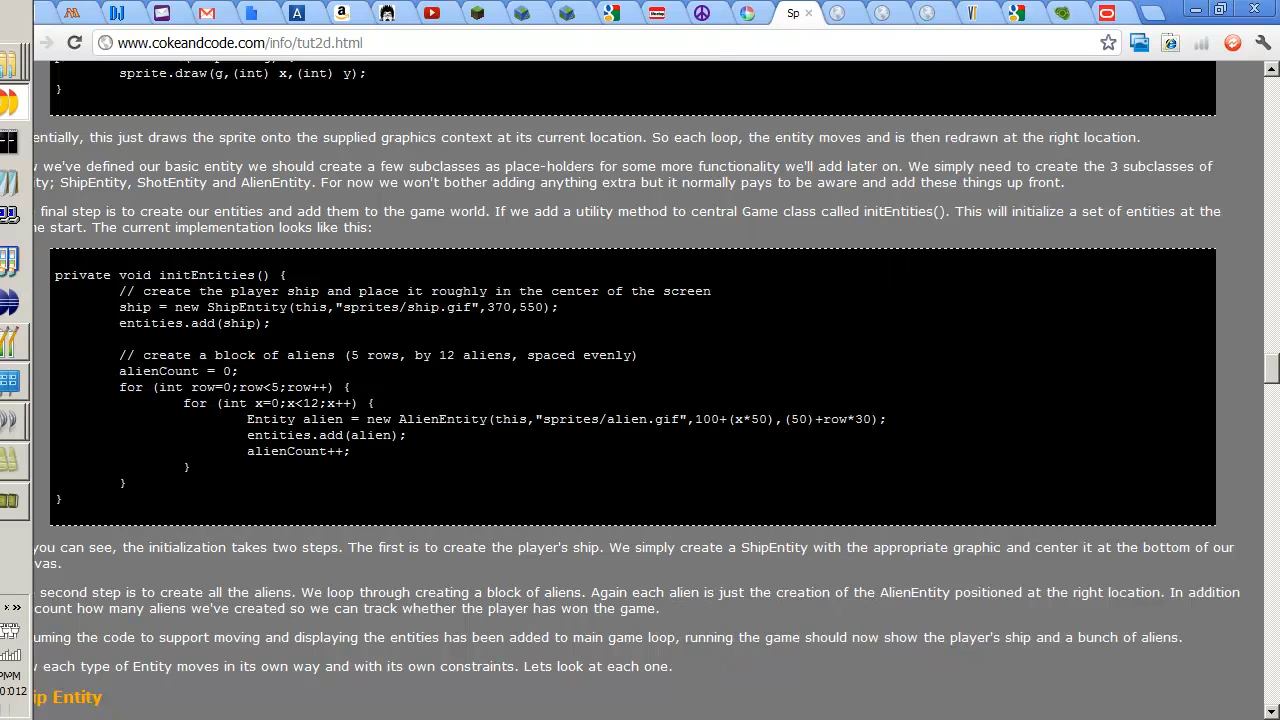 Sp
www.cokeandcode.com/info/tut2d.html
sprite.draw(g,(int) x,(int) y);
}
entially, this just draws the sprite onto the supplied graphics context at its current location. So each loop, the entity moves and is then redrawn at the right location.
we've defined our basic entity we should create a few subclasses as place-holders for some more functionality we'll add later on. We simply need to create the 3 subclasses of
ity; ShipEntity, ShotEntity and AlienEntity. For now we won't bother adding anything extra but it normally pays to be aware and add these things up front.
final step is to create our entities and add them to the game world. If we add a utility method to central Game class called initEntities(). This will initialize a set of entities at the
ne start. The current implementation looks like this:
private void initEntities() {
// create the player ship and place it roughly in the center of the screen
ship = new ShipEntity(this,"sprites/ship.gif",370,550);
entities.add(ship);
// create a block of aliens (5 rows, by 12 aliens, spaced evenly)
alienCount = 0;
for (int row=0;row<5;row++) {
for (int x=0;x<12;x++) {
Entity alien = new AlienEntity(this,"sprites/alien.gif",100+(x*50),(50)+row*30);
entities.add(alien);
alienCount++;
}
}
}
you can see, the initialization takes two steps. The first is to create the player's ship. We simply create a ShipEntity with the appropriate graphic and center it at the bottom of our
vas.
second step is to create all the aliens. We loop through creating a block of aliens. Again each alien is just the creation of the AlienEntity positioned at the right location. In addition
count how many aliens we've created so we can track whether the player has won the game.
uming the code to support moving and displaying the entities has been added to main game loop, running the game should now show the player's ship and a bunch of aliens.
each type of Entity moves in its own way and with its own constraints. Lets look at each one.
ip Entity